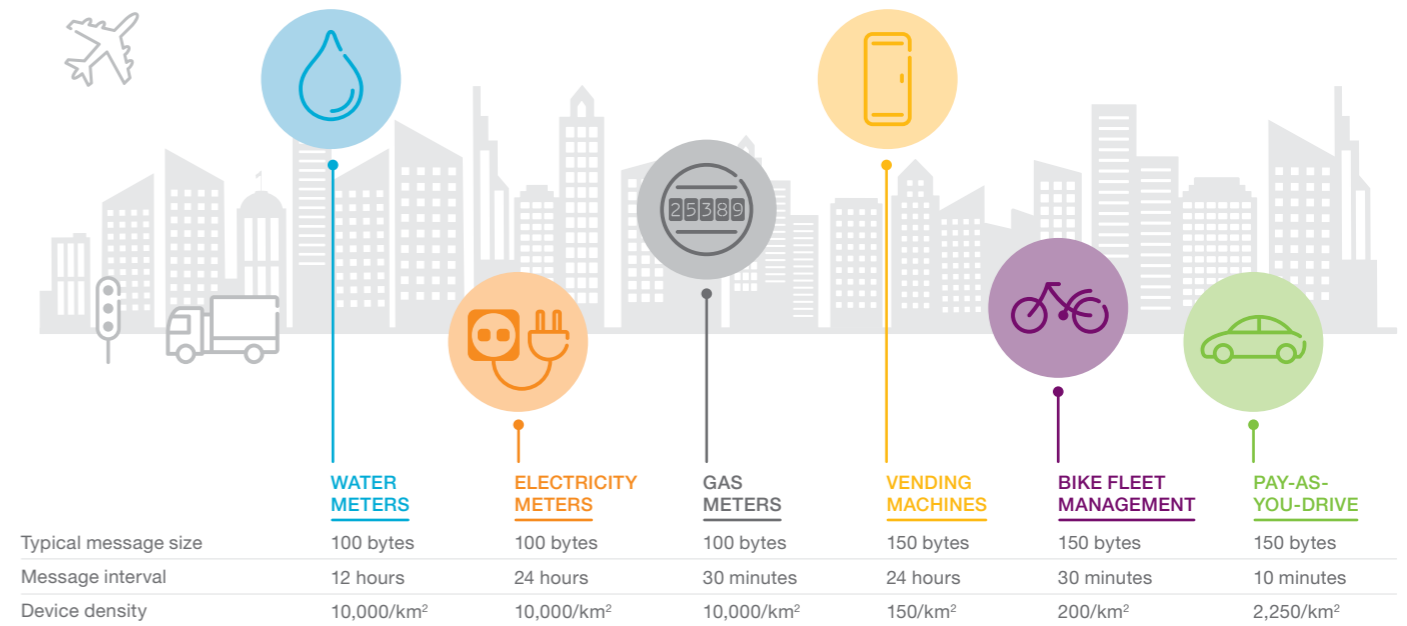 25389
WATER
METERS
ELECTRICITY
METERS
GAS
METERS
VENDING
MACHINES
BIKE FLEET
MANAGEMENT
PAY-AS-
YOU-DRIVE
Typical message size 100 bytes 100 bytes 100 bytes 150 bytes 150 bytes 150 bytes
Message interval 12 hours 24 hours 30 minutes 24 hours 30 minutes 10 minutes
Device density 10,000/km² 10,000/km² 10,000/km² 150/km² 200/km² 2,250/km²